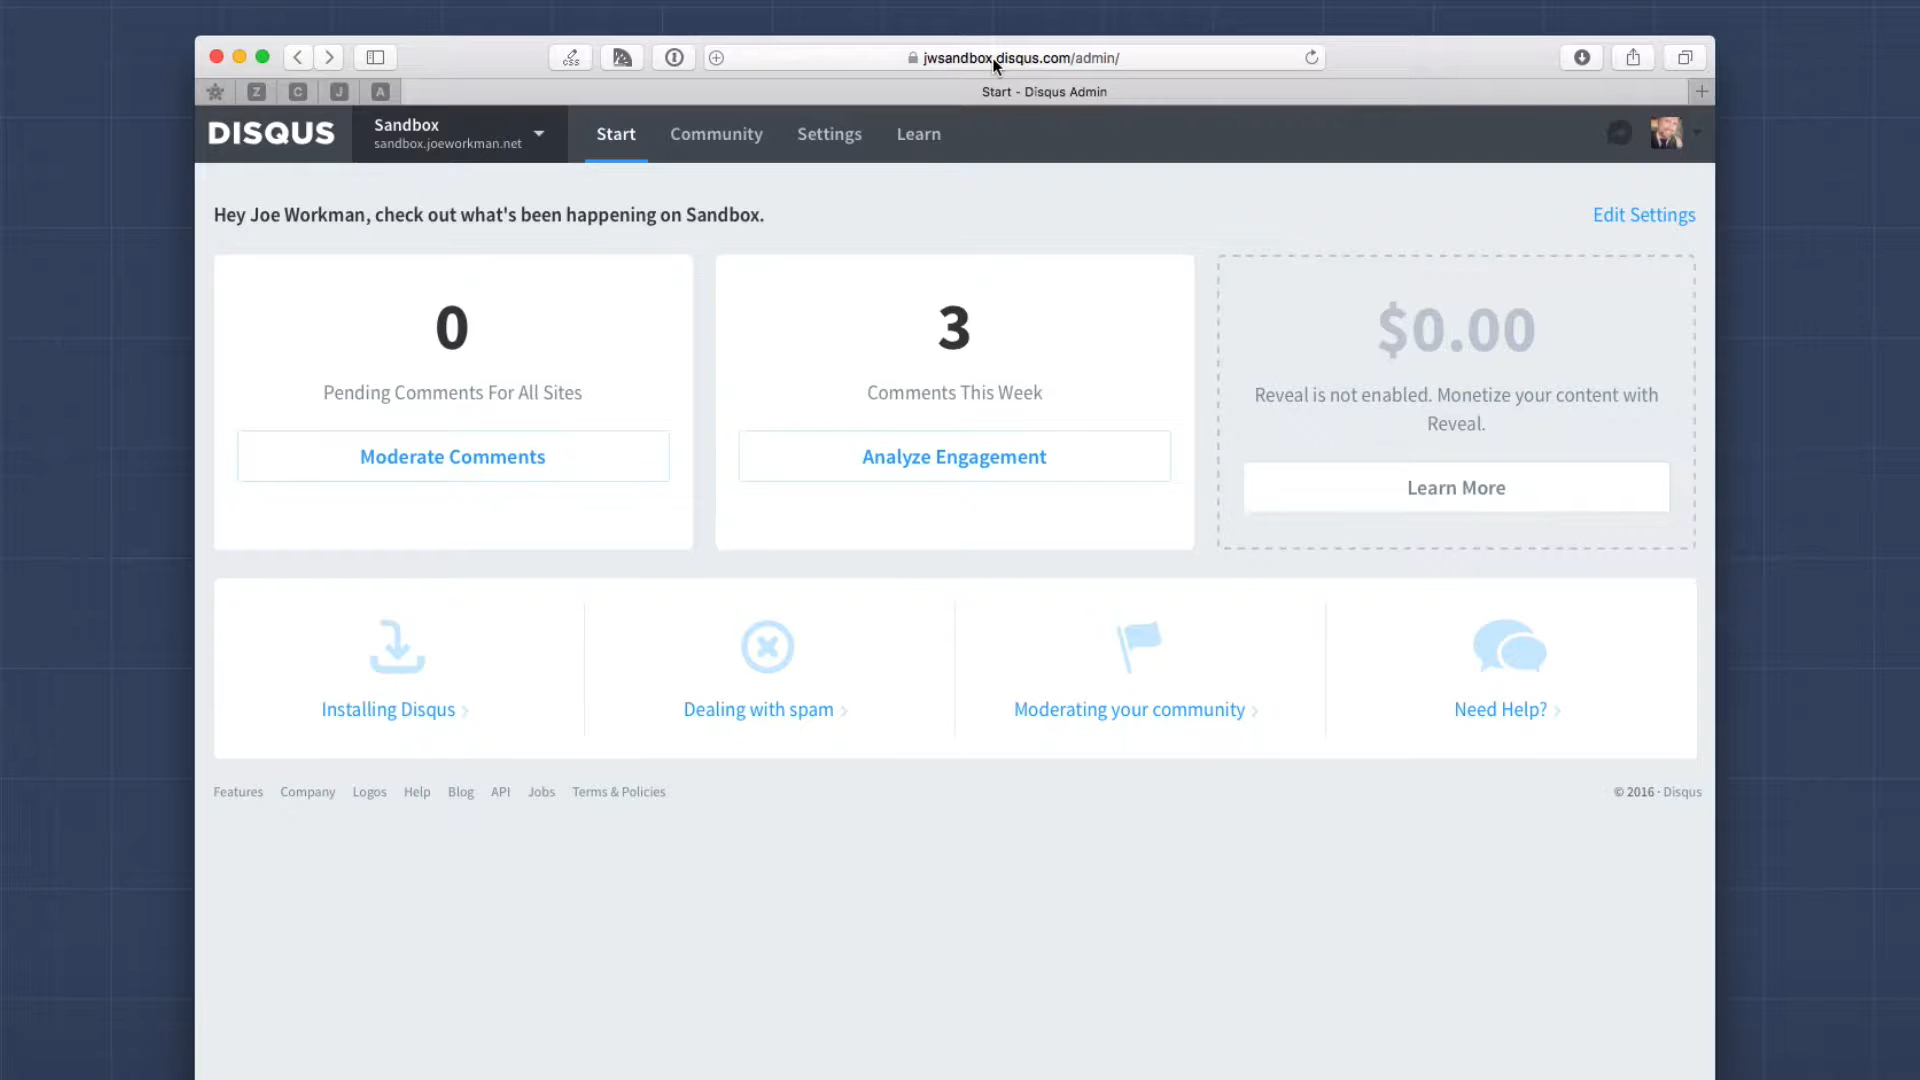 css
jwsandbox.disqus.com/admin/
Z
C
J
A
Start - Disqus Admin
DISQUS
Sandbox
sandbox.joeworkman.net
Start
Community
Settings
Learn
Hey Joe Workman, check out what's been happening on Sandbox.
Edit Settings
0
Pending Comments For All Sites
Moderate Comments
3
Comments This Week
Analyze Engagement
$0.00
Reveal is not enabled. Monetize your content with
Reveal.
Learn More
Installing Disqus
Dealing with spam
Moderating your community
Need Help?
Features
Company
Logos
Help
Blog
API
Jobs
Terms & Policies
© 2016 · Disqus